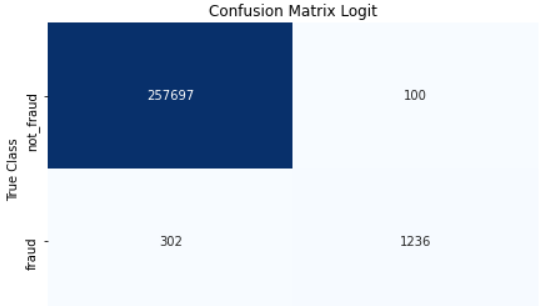 Confusion Matrix Logit
True Class
not_fraud
257697
100
fraud
302
1236